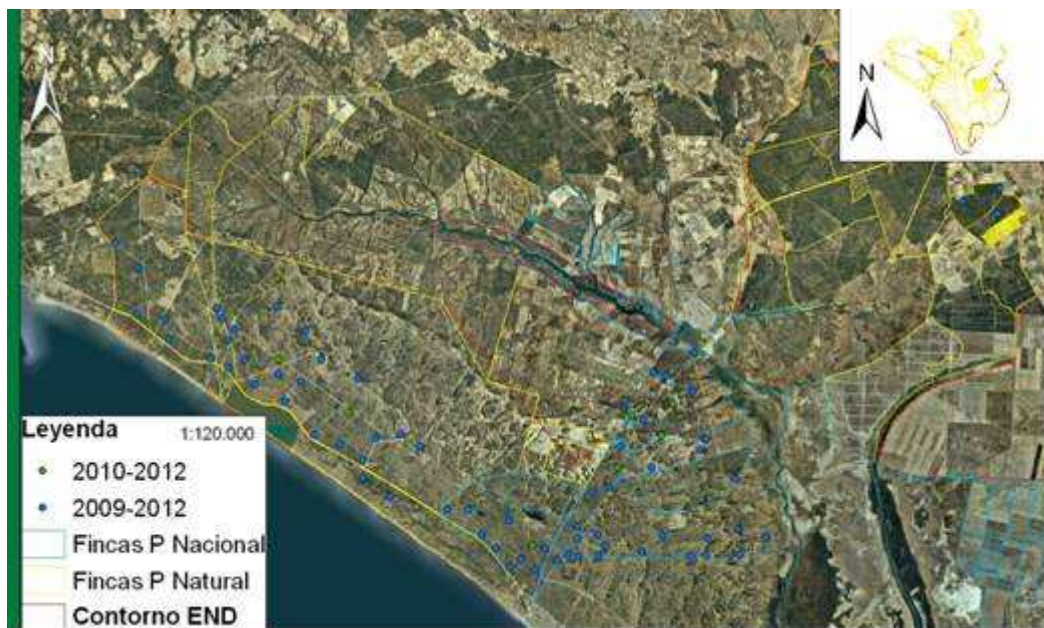 N
N
Leyenda 1:120.000
2010-2012
2009-2012
Fincas P Nacional
Fincas P Natural
Contorno END